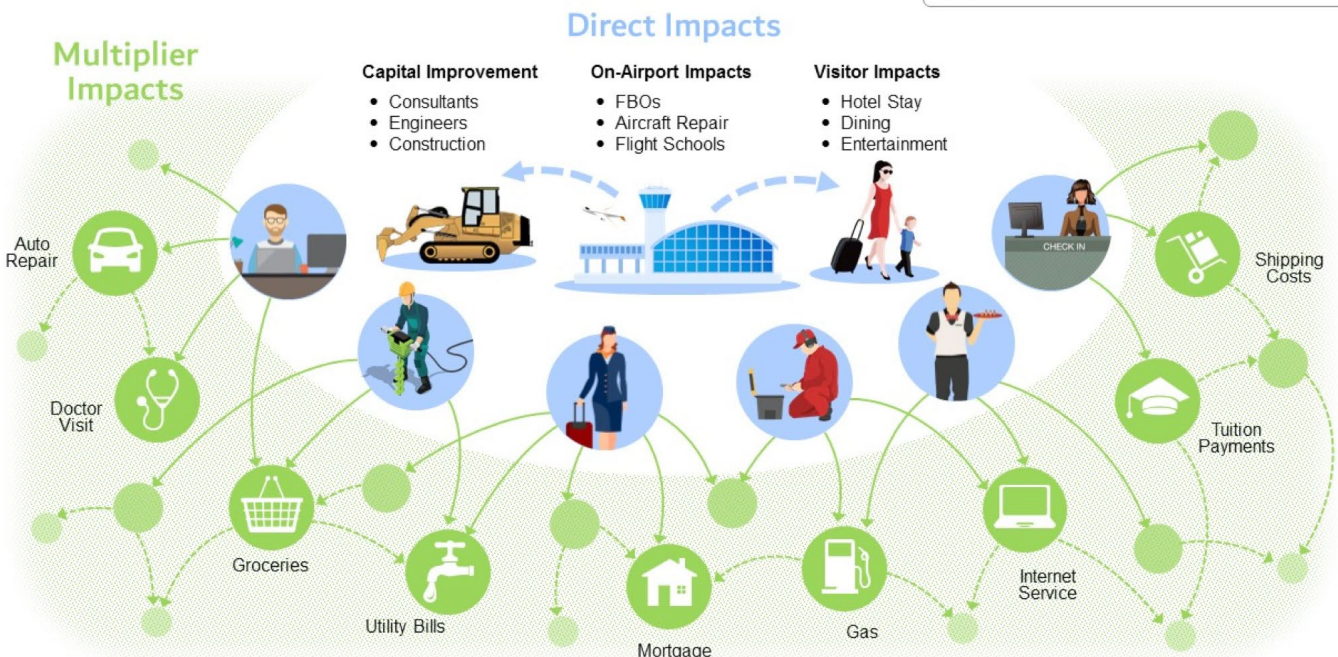 Direct Impacts
Multiplier
Impacts
Capital Improvement
• Consultants
• Engineers
• Construction
On-Airport Impacts
• FBOs
• Aircraft Repair
• Flight Schools
Visitor Impacts
• Hotel Stay
• Dining
• Entertainment
CHECK IN
Auto
Repair
Shipping
Costs
Doctor
Visit
Tuition
Payments
Groceries
Utility Bills
Mortgage
Gas
Internet
Service